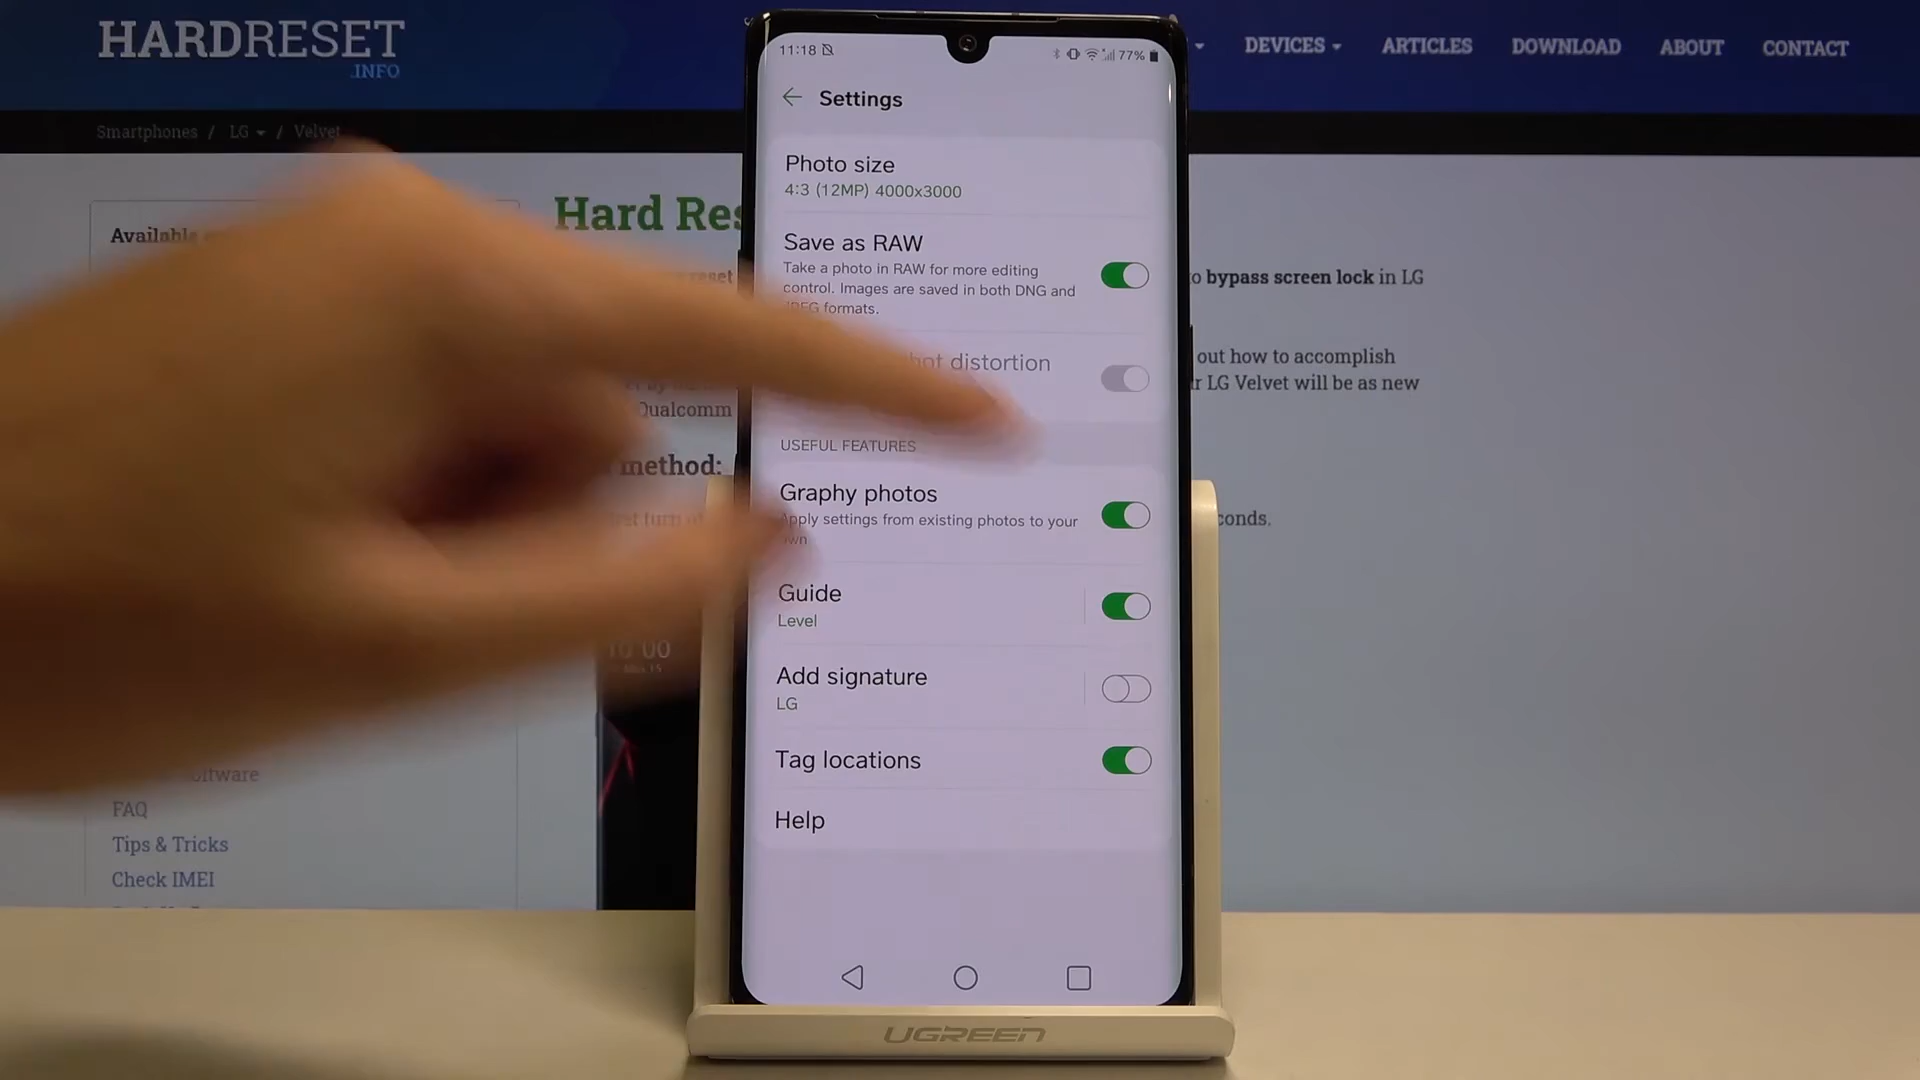 HARDRESET
.INFO
DEVICES
ARTICLES
DOWNLOAD
ABOUT
CONTACT
Smartphones / LG / Velvet
Hard Res
bypass screen lock in LG
out how to accomplish
LG Velvet will be as new
Qualcomm
method:
10:00
FAQ
Tips & Tricks
Check IMEI
11:18
77%
Settings
Photo size
4:3 (12MP) 4000x3000
Save as RAW
Take a photo in RAW for more editing
control. Images are saved in both DNG and
JPEG formats.
distortion
USEFUL FEATURES
Graphy photos
Apply settings from existing photos to your
own
Guide
Level
Add signature
LG
Tag locations
Help
UGREEN